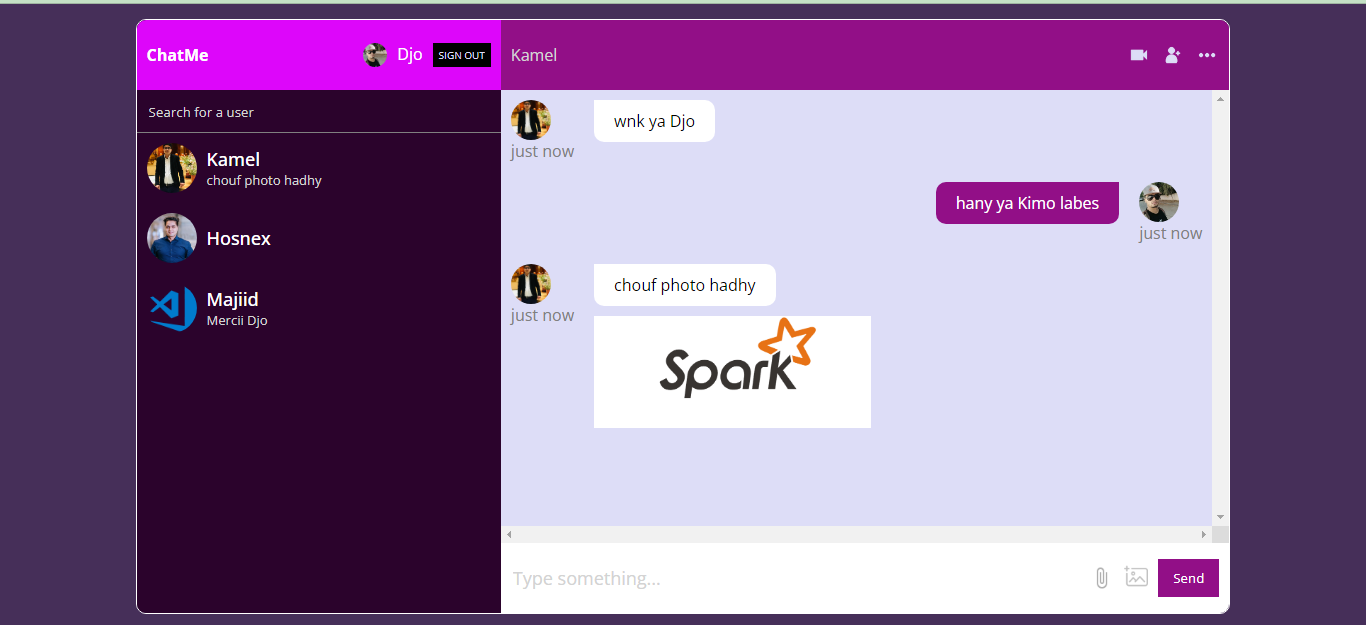 ChatMe
Djo
SIGN OUT
Kamel
Search for a user
Kamel
chouf photo hadhy
Hosnex
Majiid
Mercii Djo
wnk ya Djo
just now
hany ya Kimo labes
just now
chouf photo hadhy
just now
Spark
Type something...
Send